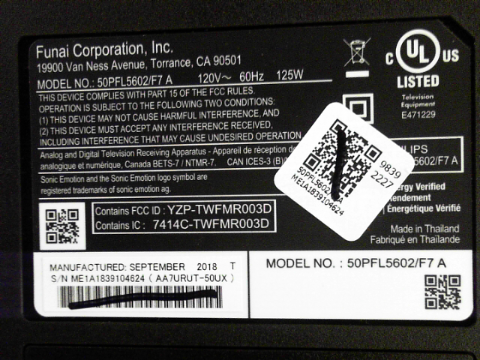 Funai Corporation, Inc.
19900 Van Ness Avenue, Torrance, CA 90501
MODEL NO.: 50PFL5602/F7 A 120V~ 60Hz 125W
THIS DEVICE COMPLIES WITH PART 15 OF THE FCC RULES.
OPERATION IS SUBJECT TO THE FOLLOWING TWO CONDITIONS:
(1) THIS DEVICE MAY NOT CAUSE HARMFUL INTERFERENCE, AND
(2) THIS DEVICE MUST ACCEPT ANY INTERFERENCE RECEIVED,
INCLUDING INTERFERENCE THAT MAY CAUSE UNDESIRED OPERATION.
Analog and Digital Television Receiving Apparatus - Appareil de réception de
analogique et numérique, Canada BETS-7 / NTMR-7. CAN ICES-3 (B)
Sonic Emotion and the Sonic Emotion logo symbol are
registered trademarks of sonic emotion ag.
Contains FCC ID : YZP-TWFMR003D
Contains IC : 7414C-TWFMR003D
C UL US
LISTED
Television
Equipment
E471229
LIPS
5602/F7 A
9839
2227
50PFL5602
ME1A1839104624
ergy Verified
endement
Énergétique Vérifié
Made in Thailand
Fabriqué en Thaïlande
MANUFACTURED: SEPTEMBER 2018 T
S/N ME1A1839104624 ( AA7URUT-50UX )
MODEL NO. : 50PFL5602/F7 A